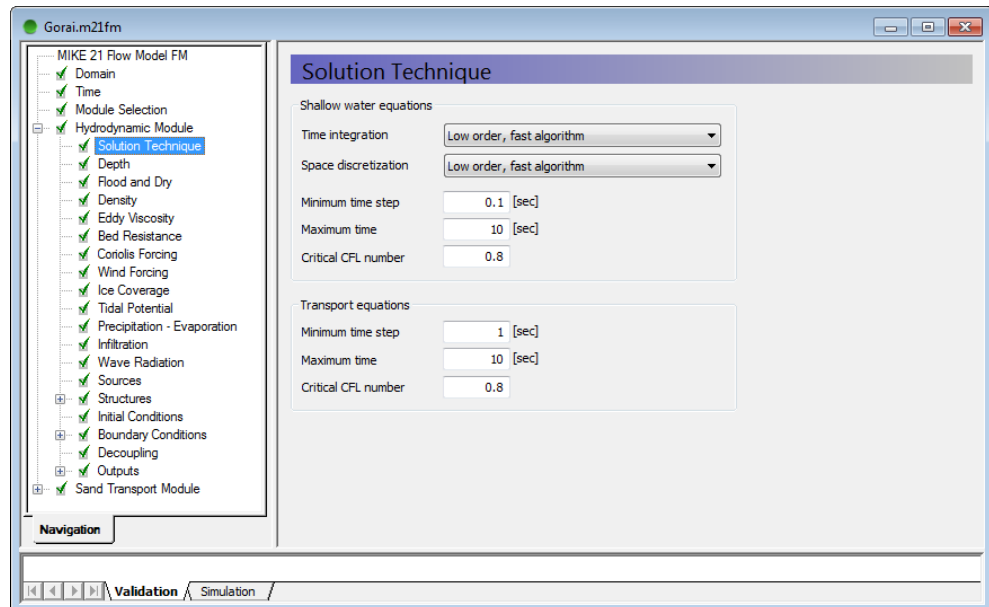 Gorai.m21fm
MIKE 21 Flow Model FM
Domain
Time
Module Selection
Hydrodynamic Module
Solution Technique
Depth
Flood and Dry
Density
Eddy Viscosity
Bed Resistance
Coriolis Forcing
Wind Forcing
Ice Coverage
Tidal Potential
Precipitation - Evaporation
Infiltration
Wave Radiation
Sources
Structures
Initial Conditions
Boundary Conditions
Decoupling
Outputs
Sand Transport Module
Navigation
Solution Technique
Shallow water equations
Time integration Low order, fast algorithm
Space discretization Low order, fast algorithm
Minimum time step 0.1 [sec]
Maximum time 10 [sec]
Critical CFL number 0.8
Transport equations
Minimum time step 1 [sec]
Maximum time 10 [sec]
Critical CFL number 0.8
Validation Simulation